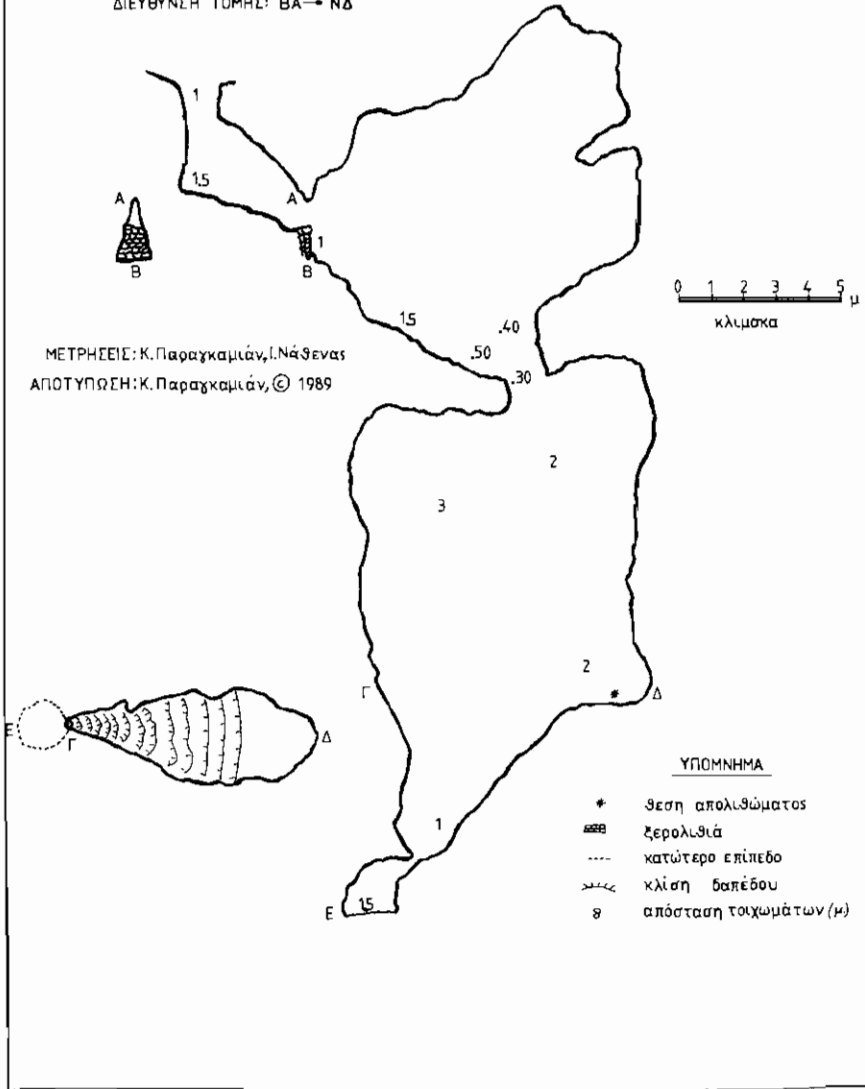 ΔΙΕΥΘΥΝΣΗ ΤΟΜΗΣ: ΒΑ→ ΝΔ
1
1.5
Α
Α
1
Β
Β
0 1 2 3 4 5 μ
κλιμακα
1.5
.40
.50
.30
ΜΕΤΡΗΣΕΙΣ: Κ.Παραγκαμιάν, Ι.Νάθενας
ΑΠΟΤΥΠΩΣΗ: Κ.Παραγκαμιάν, © 1989
2
3
2
Γ
Δ
Ε
Γ
Δ
ΥΠΟΜΝΗΜΑ
* θεση απολιθώματος
ξερολιθιά
---- κατώτερο επίπεδο
κλίση δαπέδου
8 απόσταση τοιχωμάτων (μ)
1
Ε 1.5